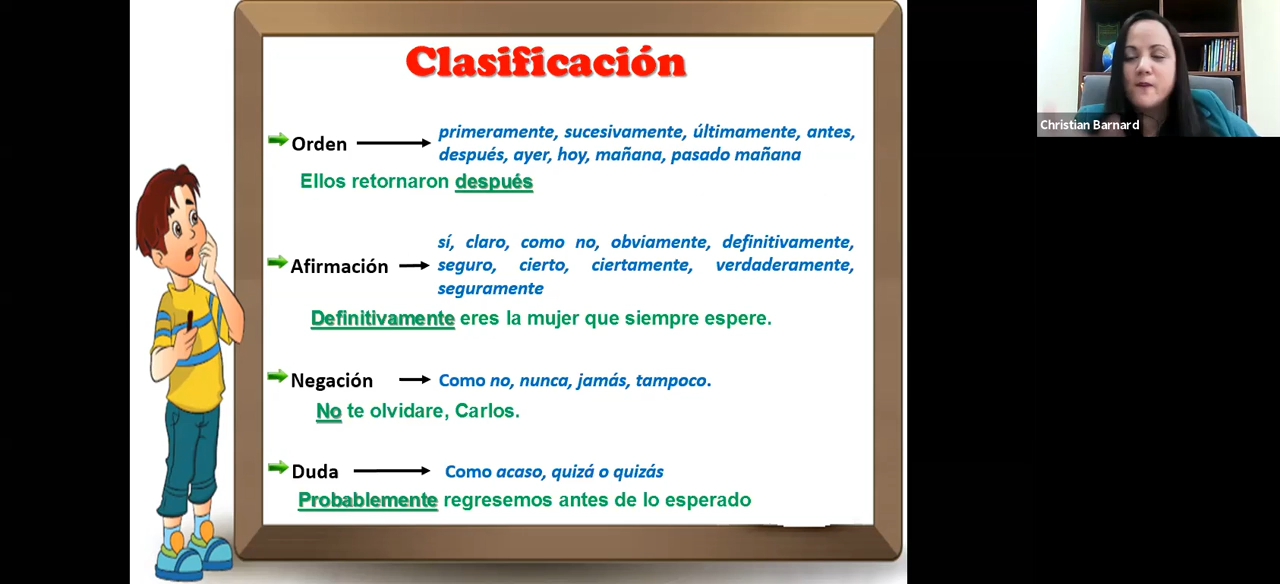 Clasificación
Orden
primeramente, sucesivamente, últimamente, antes,
después, ayer, hoy, mañana, pasado mañana
Ellos retornaron después
Afirmación
sí, claro, como no, obviamente, definitivamente,
seguro, cierto, ciertamente, verdaderamente,
seguramente
Definitivamente eres la mujer que siempre espere.
Negación
Como no, nunca, jamás, tampoco.
No te olvidare, Carlos.
Duda
Como acaso, quizá o quizás
Probablemente regresemos antes de lo esperado
Christian Barnard